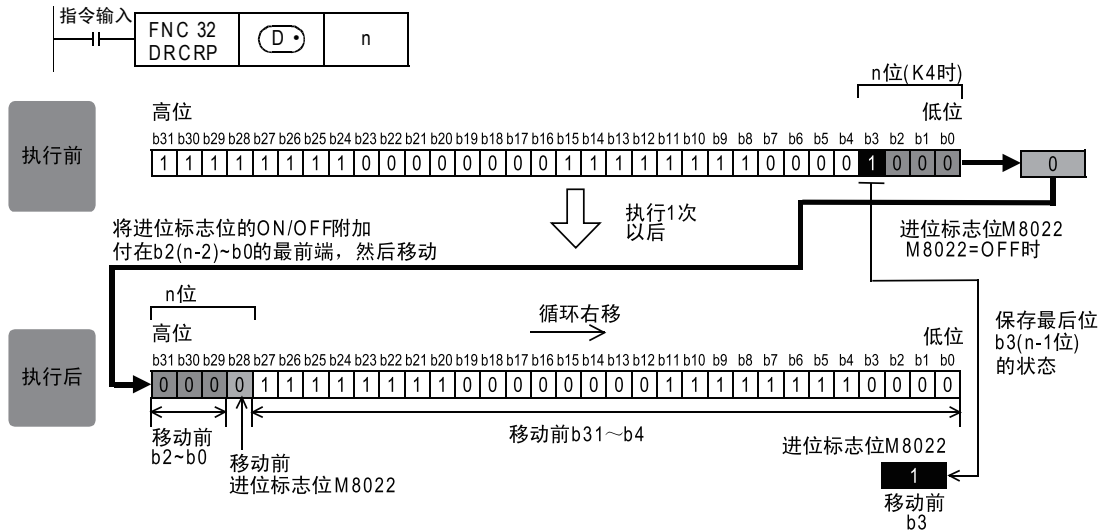 指令输入
FNC 32
DRCRP
D •
n
n位(K4时)
高位
低位
b31 b30 b29 b28 b27 b26 b25 b24 b23 b22 b21 b20 b19 b18 b17 b16 b15 b14 b13 b12 b11 b10 b9 b8 b7 b6 b5 b4 b3 b2 b1 b0
执行前
1 1 1 1 1 1 1 1 0 0 0 0 0 0 0 0 1 1 1 1 1 1 1 1 0 0 0 0 1 0 0 0
0
将进位标志位的ON/OFF附加
付在b2(n-2)~b0的最前端，然后移动
执行1次
以后
进位标志位M8022
M8022=OFF时
n位
循环右移
高位
低位
b31 b30 b29 b28 b27 b26 b25 b24 b23 b22 b21 b20 b19 b18 b17 b16 b15 b14 b13 b12 b11 b10 b9 b8 b7 b6 b5 b4 b3 b2 b1 b0
执行后
0 0 0 0 1 1 1 1 1 1 1 1 0 0 0 0 0 0 0 0 1 1 1 1 1 1 1 1 0 0 0 0
保存最后位
b3(n-1位)
的状态
移动前
b2~b0
移动前
进位标志位M8022
移动前b31～b4
进位标志位M8022
1
移动前
b3